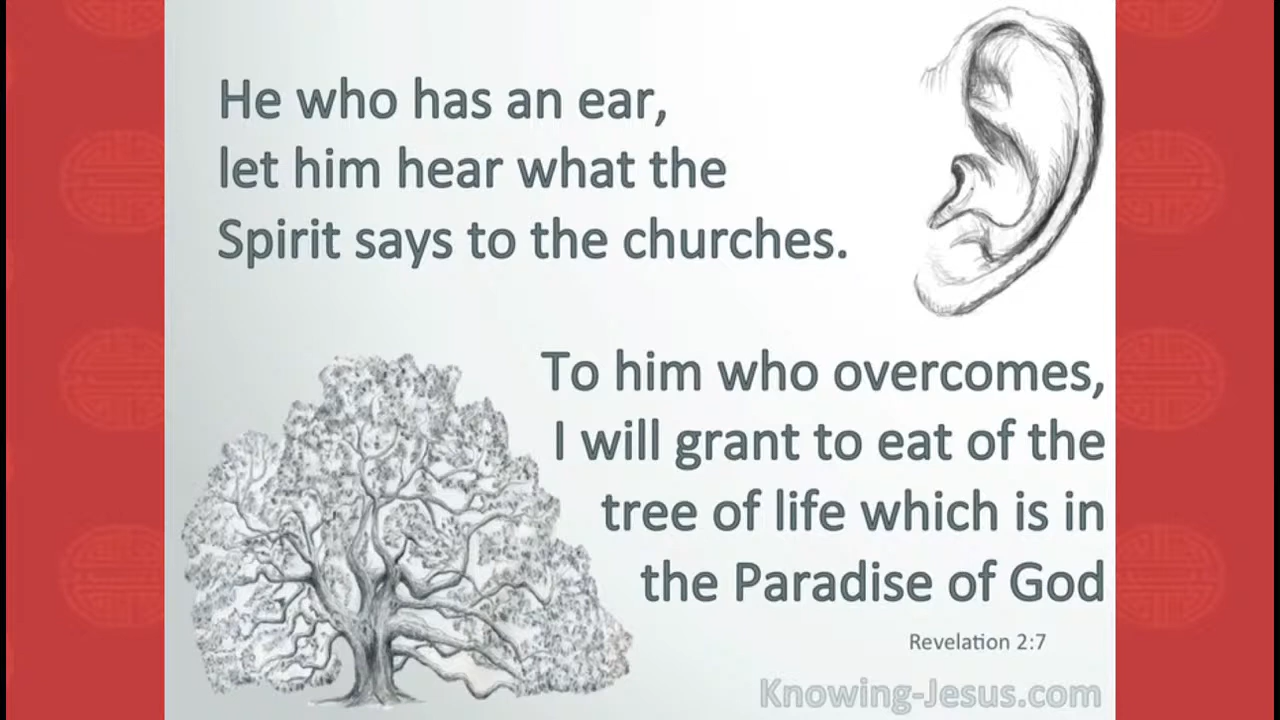 He who has an ear,
let him hear what the
Spirit says to the churches.
To him who overcomes,
I will grant to eat of the
tree of life which is in
the Paradise of God
Revelation 2:7
Knowing-Jesus.com